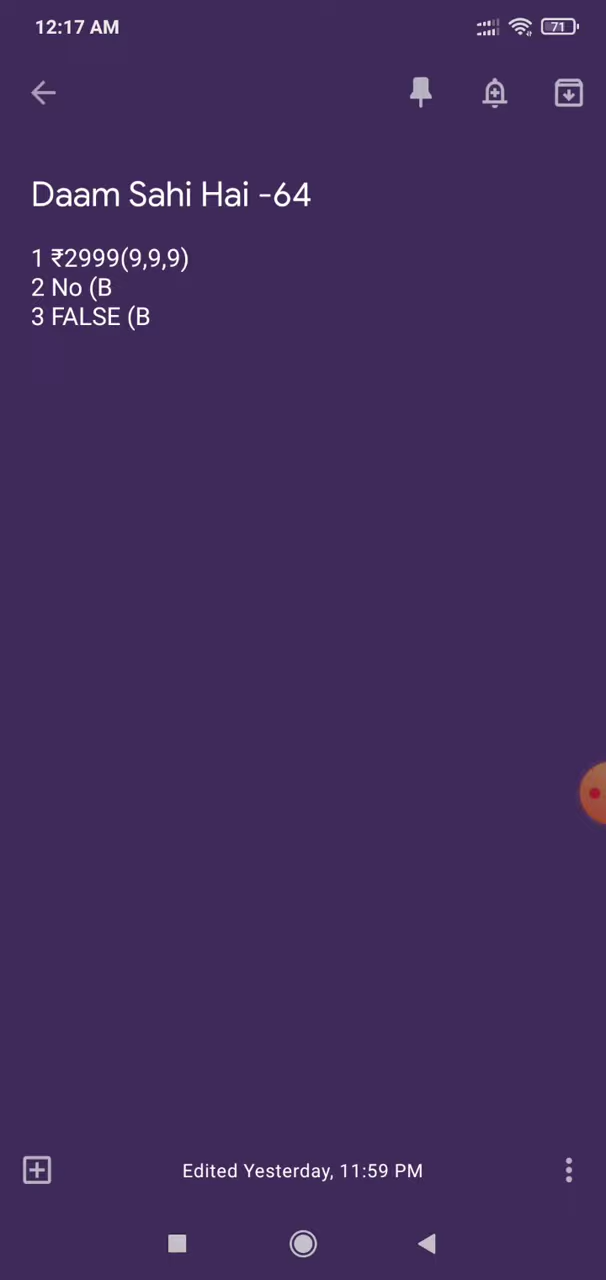 12:17 AM
71
Daam Sahi Hai -64
1 ₹2999(9,9,9)
2 No (B
3 FALSE (B
Edited Yesterday, 11:59 PM